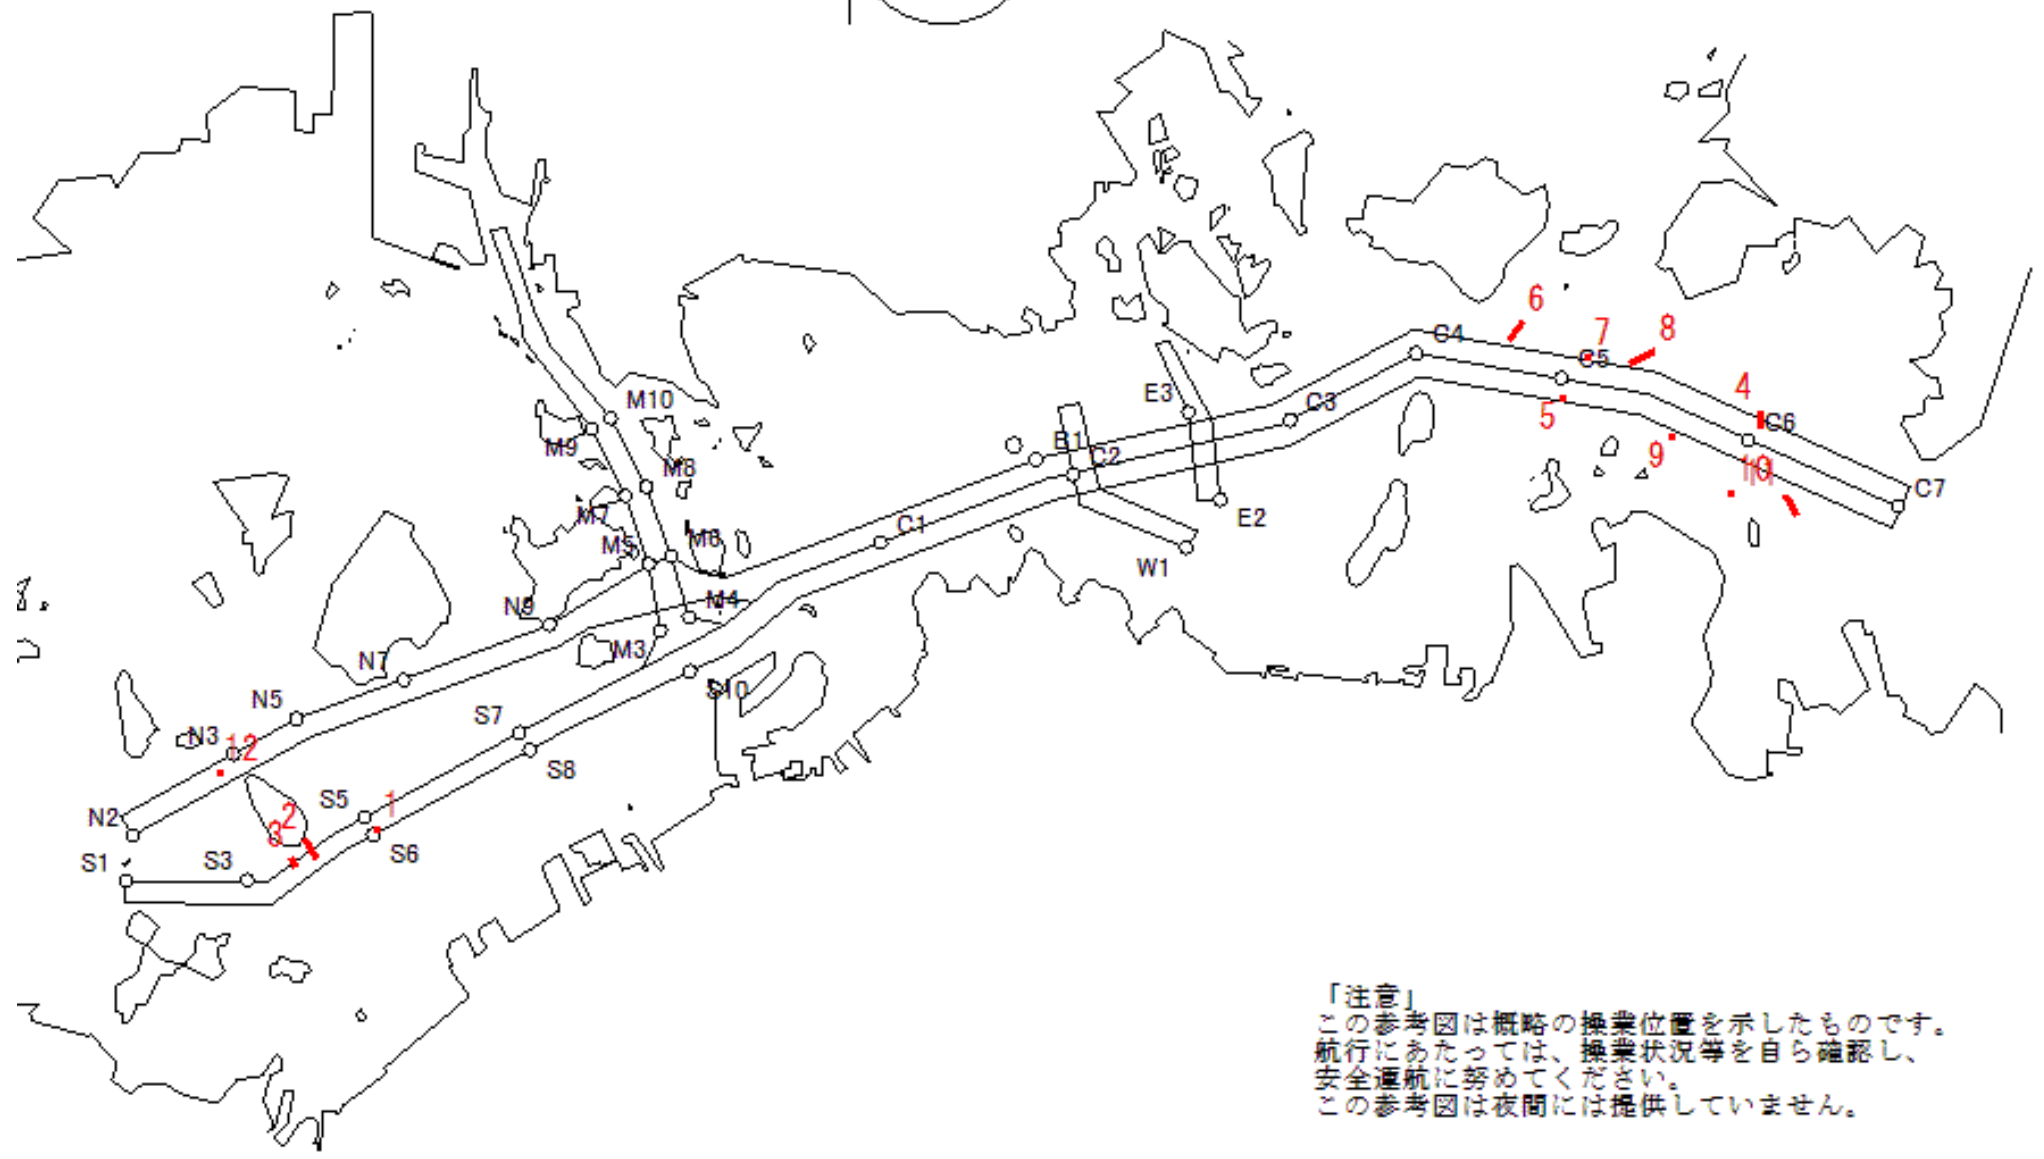 6
7
8
C4
C5
4
C6
5
9
10
11
C7
E3
C3
B1
C2
E2
W1
M10
M9
M8
M7
M6
M5
C1
N9
M4
M3
N7
S10
N5
S7
N3
12
S8
N2
S5
1
2
3
S6
S1
S3
「注意」
この参考図は概略の操業位置を示したものです。
航行にあたっては、操業状況等を自ら確認し、
安全運航に努めてください。
この参考図は夜間には提供していません。